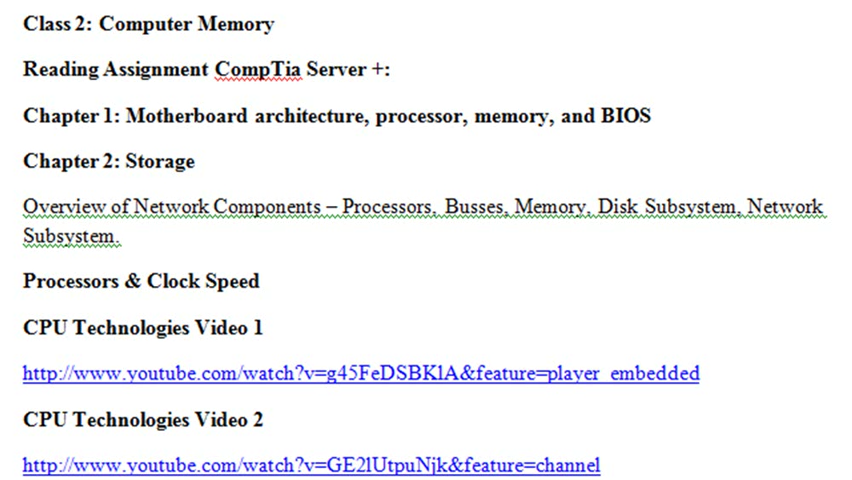 Class 2: Computer Memory
Reading Assignment CompTia Server +:
Chapter 1: Motherboard architecture, processor, memory, and BIOS
Chapter 2: Storage
Overview of Network Components – Processors, Busses, Memory, Disk Subsystem, Network
Subsystem.
Processors & Clock Speed
CPU Technologies Video 1
http://www.youtube.com/watch?v=g45FeDSBK1A&feature=player_embedded
CPU Technologies Video 2
http://www.youtube.com/watch?v=GE2lUtpuNjk&feature=channel